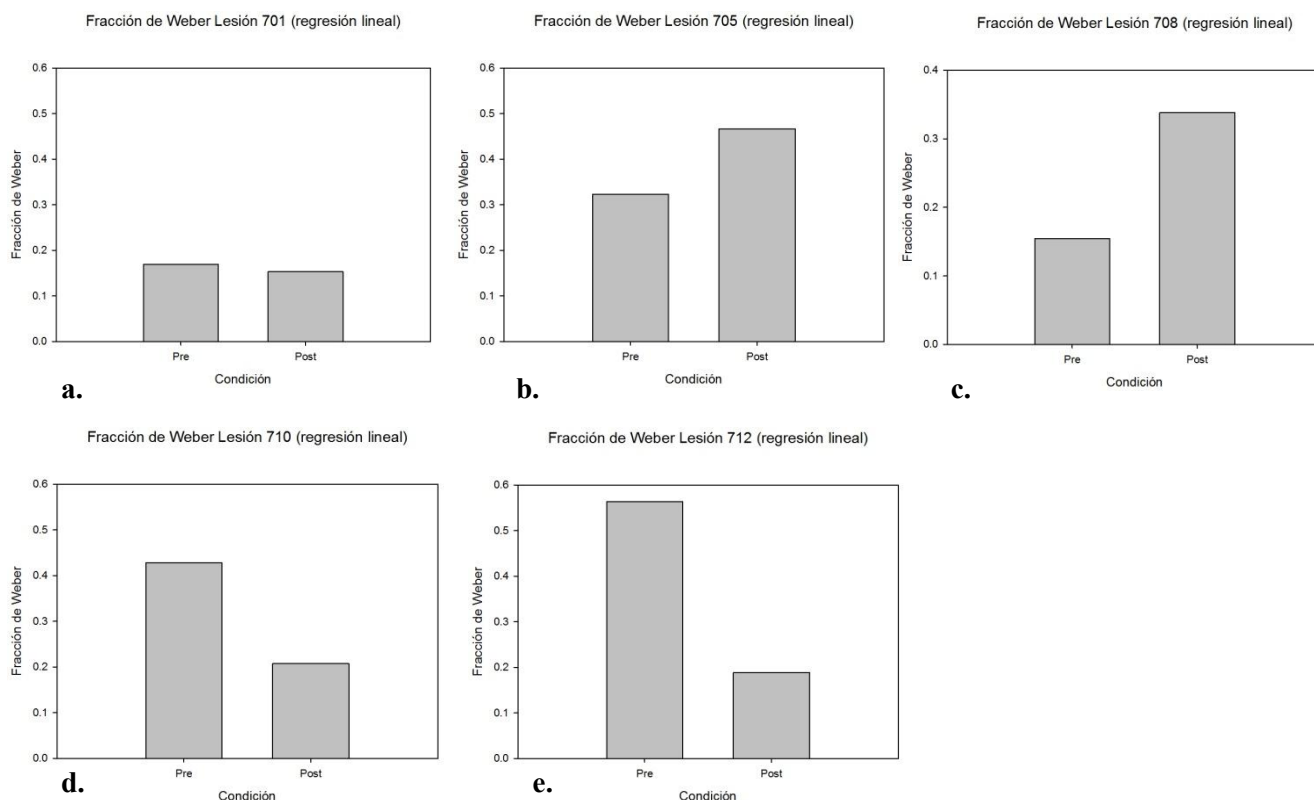 Fracción de Weber Lesión 701 (regresión lineal)
0.6
0.5
0.4
0.3
0.2
0.1
0.0
Fracción de Weber
Pre
Post
Condición
a.
Fracción de Weber Lesión 705 (regresión lineal)
0.6
0.5
0.4
0.3
0.2
0.1
0.0
Fracción de Weber
Pre
Post
Condición
b.
Fracción de Weber Lesión 708 (regresión lineal)
0.4
0.3
0.2
0.1
0.0
Fracción de Weber
Pre
Post
Condición
c.
Fracción de Weber Lesión 710 (regresión lineal)
0.6
0.5
0.4
0.3
0.2
0.1
0.0
Fracción de Weber
Pre
Post
Condición
d.
Fracción de Weber Lesión 712 (regresión lineal)
0.6
0.5
0.4
0.3
0.2
0.1
0.0
Fracción de Weber
Pre
Post
Condición
e.